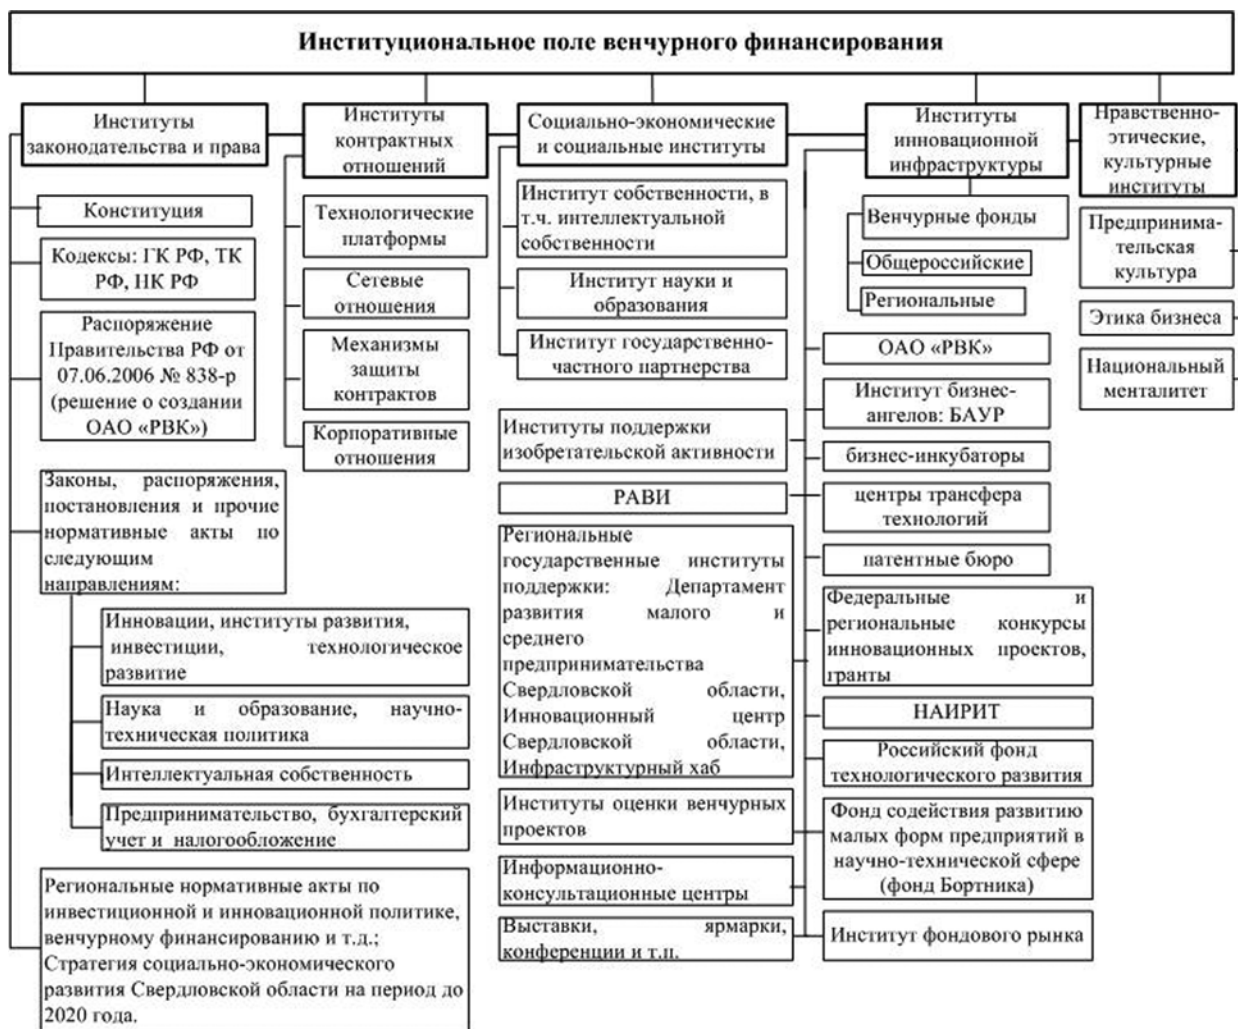 Институциональное поле венчурного финансирования
Институты
законодательства и права
Конституция
Кодексы: ГК РФ, ТК
РФ, НК РФ
Распоряжение
Правительства РФ от
07.06.2006 № 838-р
(решение о создании
ОАО «РВК»)
Законы, распоряжения,
постановления и прочие
нормативные акты по
следующим
направлениям:
Инновации, институты развития,
инвестиции, технологическое
развитие
Наука и образование, научно-
техническая политика
Интеллектуальная собственность
Предпринимательство, бухгалтерский
учет и налогообложение
Региональные нормативные акты по
инвестиционной и инновационной политике,
венчурному финансированию и т.д.;
Стратегия социально-экономического
развития Свердловской области на период до
2020 года.
Институты
контрактных
отношений
Технологические
платформы
Сетевые
отношения
Механизмы
защиты
контрактов
Корпоративные
отношения
Социально-экономические
и социальные институты
Институт собственности, в
т.ч. интеллектуальной
собственности
Институт науки и
образования
Институт государственно-
частного партнерства
Институты
инновационной
инфраструктуры
Венчурные фонды
Общероссийские
Региональные
Институты поддержки
изобретательской активности
РАВИ
Региональные
государственные институты
поддержки: Департамент
развития малого и
среднего
предпринимательства
Свердловской области,
Инновационный центр
Свердловской области,
Инфраструктурный хаб
Институты оценки венчурных
проектов
Информационно-
консультационные центры
Выставки, ярмарки,
конференции и т.п.
ОАО «РВК»
Институт бизнес-
ангелов: БАУР
бизнес-инкубаторы
центры трансфера
технологий
патентные бюро
Федеральные и
региональные конкурсы
инновационных проектов,
гранты
НАИРИТ
Российский фонд
технологического развития
Фонд содействия развитию
малых форм предприятий в
научно-технической сфере
(фонд Бортника)
Институт фондового рынка
Нравственно-
этические,
культурные
институты
Предпринима-
тельская
культура
Этика бизнеса
Национальный
менталитет